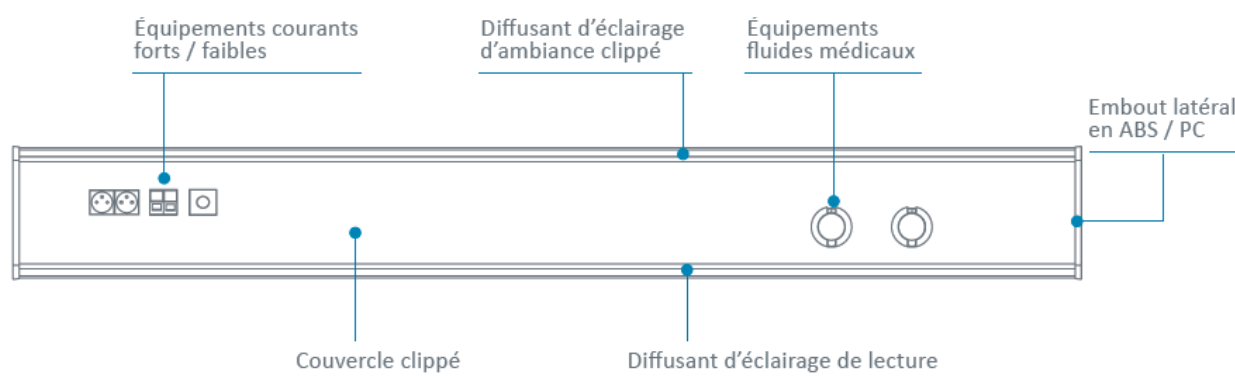 Équipements courants
forts / faibles
Diffusant d’éclairage
d’ambiance clippé
Équipements
fluides médicaux
Embout latéral
en ABS / PC
Couvercle clippé
Diffusant d’éclairage de lecture